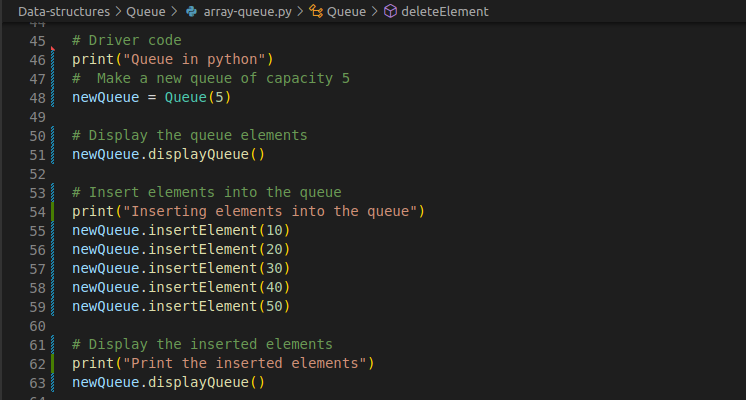 Data-structures > Queue > array-queue.py > Queue > deleteElement
44
45 # Driver code
46 print("Queue in python")
47 #  Make a new queue of capacity 5
48 newQueue = Queue(5)
49
50 # Display the queue elements
51 newQueue.displayQueue()
52
53 # Insert elements into the queue
54 print("Inserting elements into the queue")
55 newQueue.insertElement(10)
56 newQueue.insertElement(20)
57 newQueue.insertElement(30)
58 newQueue.insertElement(40)
59 newQueue.insertElement(50)
60
61 # Display the inserted elements
62 print("Print the inserted elements")
63 newQueue.displayQueue()
64